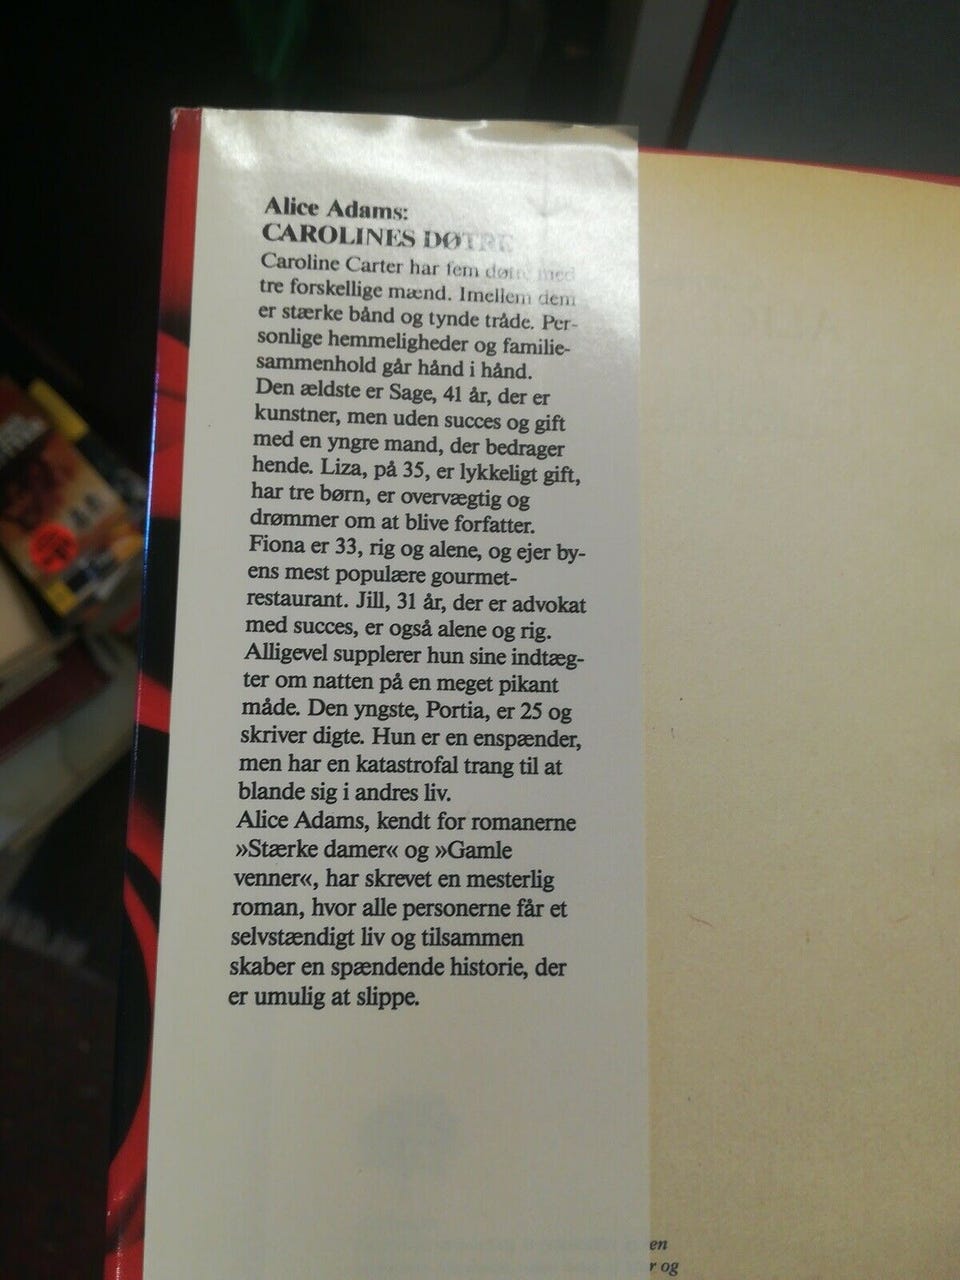 Alice Adams:
CAROLINES DØTRE
Caroline Carter har fem døtre med
tre forskellige mænd. Imellem dem
er stærke bånd og tynde tråde. Per-
sonlige hemmeligheder og familie-
sammenhold går hånd i hånd.
Den ældste er Sage, 41 år, der er
kunstner, men uden succes og gift
med en yngre mand, der bedrager
hende. Liza, på 35, er lykkeligt gift,
har tre børn, er overvægtig og
drømmer om at blive forfatter.
Fiona er 33, rig og alene, og ejer by-
ens mest populære gourmet-
restaurant. Jill, 31 år, der er advokat
med succes, er også alene og rig.
Alligevel supplerer hun sine indtæg-
ter om natten på en meget pikant
måde. Den yngste, Portia, er 25 og
skriver digte. Hun er en enspænder,
men har en katastrofal trang til at
blande sig i andres liv.
Alice Adams, kendt for romanerne
»Stærke damer« og »Gamle
venner«, har skrevet en mesterlig
roman, hvor alle personerne får et
selvstændigt liv og tilsammen
skaber en spændende historie, der
er umulig at slippe.
en
r og